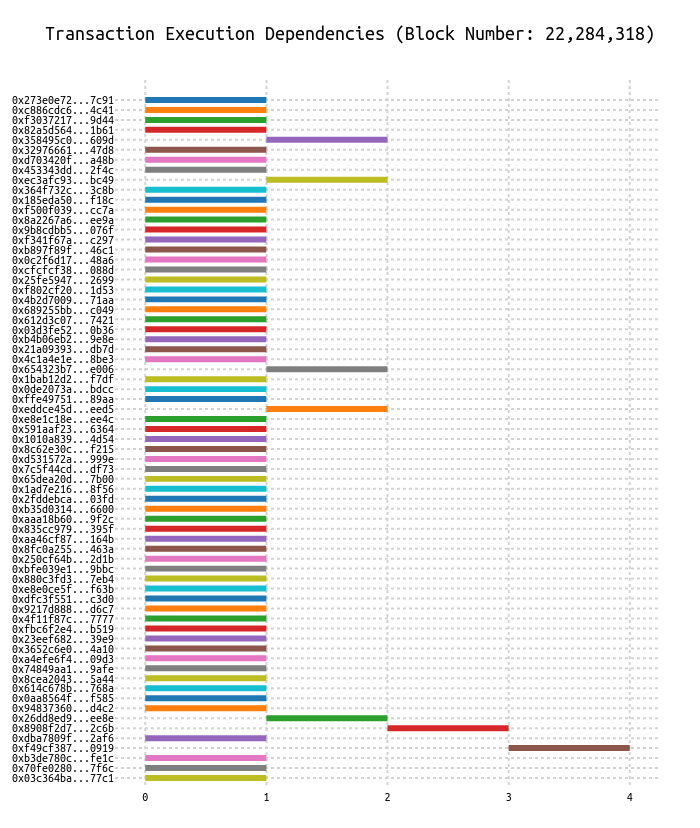 Transaction Execution Dependencies (Block Number: 22,284,318)
0x273e0e72...7c91
0xc886cdc6...4c41
0xf3037217...9d44
0x82a5d564...1b61
0x358495c0...609d
0x32976661...47d8
0xd703420f...a48b
0x453343dd...2f4c
0xec3afc93...bc49
0x364f732c...3c8b
0x185eda50...f18c
0xf500f039...cc7a
0x8a2267a6...ee9a
0x9b8cdbb5...076f
0xf341f67a...c297
0xb897f89f...46c1
0x0c2f6d17...48a6
0xcfcfcf38...088d
0x25fe5947...2699
0xf802cf20...1d53
0x4b2d7009...71aa
0x689255bb...c049
0x612d3c07...7421
0x03d3fe52...0b36
0xb4b06eb2...9e8e
0x21a09393...db7d
0x4c1a4e1e...8be3
0x654323b7...e006
0x1bab12d2...f7df
0x0de2073a...bdcc
0xffe49751...89aa
0xeddce45d...eed5
0xe8e1c18e...ee4c
0x591aaf23...6364
0x1010a839...4d54
0x8c62e30c...f215
0xd531572a...999e
0x7c5f44cd...df73
0x65dea20d...7b00
0x1ad7e216...8f56
0x2fddebca...03fd
0xb35d0314...6600
0xaaa18b60...9f2c
0x835cc979...395f
0xaa46cf87...164b
0x8fc0a255...463a
0x250cf64b...2d1b
0xbfe039e1...9bbc
0x880c3fd3...7eb4
0xe8e0ce5f...f63b
0xdfc3f551...c3d0
0x9217d888...d6c7
0x4f11f87c...7777
0xfbc6f2e4...b519
0x23eef682...39e9
0x3652c6e0...4a10
0xa4efe6f4...09d3
0x74849aa1...9afe
0x8cea2043...5a44
0x614c678b...768a
0x0aa8564f...f585
0x94837360...d4c2
0x26dd8ed9...ee8e
0x8908f2d7...2c6b
0xdba7809f...2af6
0xf49cf387...0919
0xb3de780c...fe1c
0x70fe0280...7f6c
0x03c364ba...77c1
0 1 2 3 4